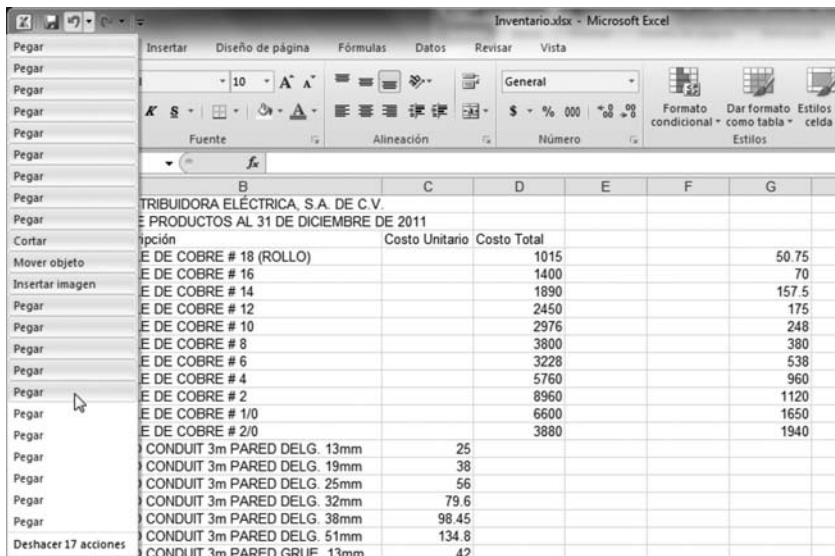 Inventario.xlsx - Microsoft Excel
Insertar Diseño de página Fórmulas Datos Revisar Vista
10 A A General
K S A $ % 000
Formato condicional Dar formato como tabla Estilos celda
Fuente Alineación Número Estilos
fx
Pegar
Pegar
Pegar
Pegar
Pegar
Pegar
Pegar
Pegar
Pegar
Cortar
Mover objeto
Insertar imagen
Pegar
Pegar
Pegar
Pegar
Pegar
Pegar
Pegar
Pegar
Pegar
Pegar
Pegar
Deshacer 17 acciones
B C D E F G
TRIBUIDORA ELÉCTRICA, S.A. DE C.V.
E PRODUCTOS AL 31 DE DICIEMBRE DE 2011
ipción Costo Unitario Costo Total
E DE COBRE # 18 (ROLLO) 1015 50.75
E DE COBRE # 16 1400 70
E DE COBRE # 14 1890 157.5
E DE COBRE # 12 2450 175
E DE COBRE # 10 2976 248
E DE COBRE # 8 3800 380
E DE COBRE # 6 3228 538
E DE COBRE # 4 5760 960
E DE COBRE # 2 8960 1120
E DE COBRE # 1/0 6600 1650
E DE COBRE # 2/0 3880 1940
CONDUIT 3m PARED DELG. 13mm 25
CONDUIT 3m PARED DELG. 19mm 38
CONDUIT 3m PARED DELG. 25mm 56
CONDUIT 3m PARED DELG. 32mm 79.6
CONDUIT 3m PARED DELG. 38mm 98.45
CONDUIT 3m PARED DELG. 51mm 134.8
CONDUIT 3m PARED GRUE. 13mm 42